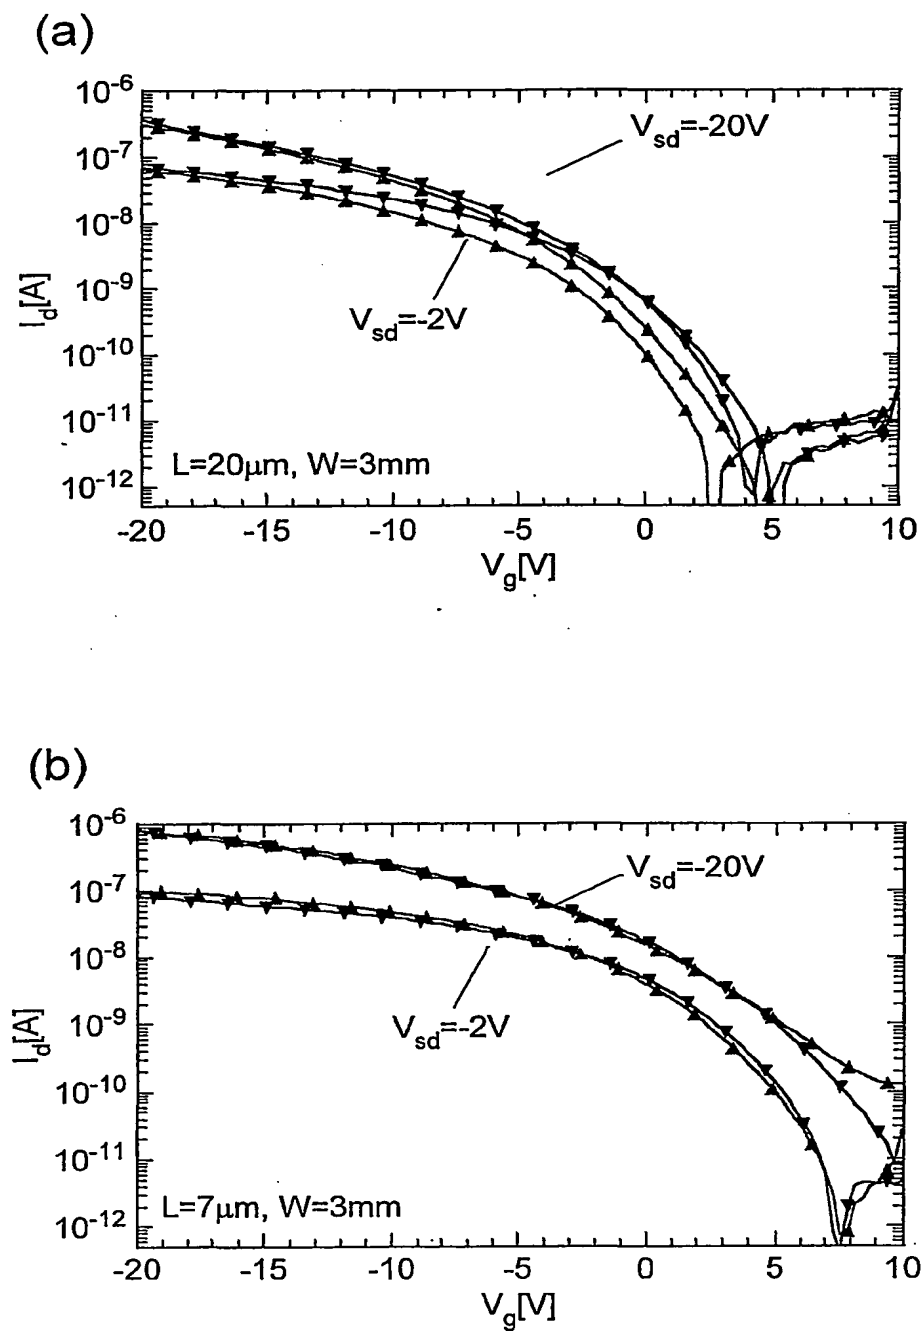 (a)
10⁻⁶
10⁻⁷
10⁻⁸
10⁻⁹
10⁻¹⁰
10⁻¹¹
10⁻¹²
I_d[A]
V_sd=-20V
V_sd=-2V
L=20µm, W=3mm
-20 -15 -10 -5 0 5 10
V_g[V]
(b)
10⁻⁶
10⁻⁷
10⁻⁸
10⁻⁹
10⁻¹⁰
10⁻¹¹
10⁻¹²
I_d[A]
V_sd=-20V
V_sd=-2V
L=7µm, W=3mm
-20 -15 -10 -5 0 5 10
V_g[V]